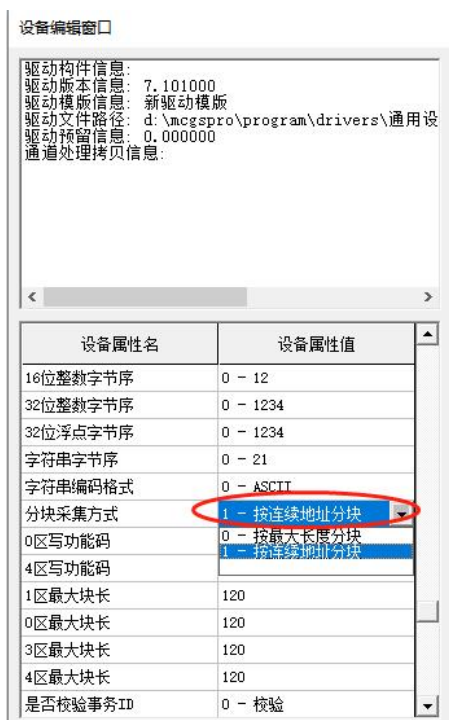 设备编辑窗口
驱动构件信息:
驱动版本信息: 7.101000
驱动模版信息: 新驱动模版
驱动文件路径: d:\mcgspro\program\drivers\通用设
驱动预留信息: 0.000000
通道处理拷贝信息:
设备属性名 设备属性值
16位整数字节序 0 - 12
32位整数字节序 0 - 1234
32位浮点字节序 0 - 1234
字符串字节序 0 - 21
字符串编码格式 0 - ASCII
分块采集方式 1 - 按连续地址分块
0区写功能码 0 - 按最大长度分块
1 - 按连续地址分块
4区写功能码
1区最大块长 120
0区最大块长 120
3区最大块长 120
4区最大块长 120
是否校验事务ID 0 - 校验